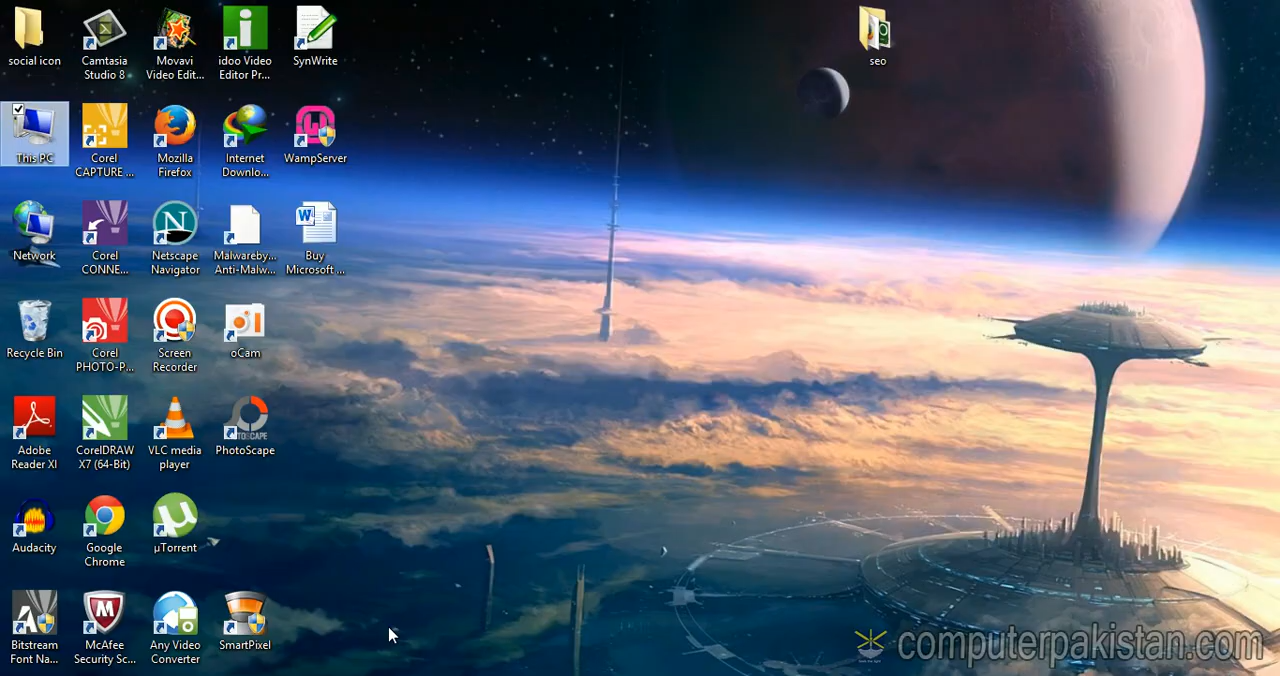 social icon
Camtasia
Studio 8
Movavi
Video Edit...
idoo Video
Editor Pr...
SynWrite
seo
This PC
Corel
CAPTURE ...
Mozilla
Firefox
Internet
Downlo...
WampServer
Network
Corel
CONNE...
Netscape
Navigator
Malwareby...
Anti-Malw...
Buy
Microsoft ...
Recycle Bin
Corel
PHOTO-P...
Screen
Recorder
oCam
Adobe
Reader XI
CorelDRAW
X7 (64-Bit)
VLC media
player
PhotoScape
Audacity
Google
Chrome
µTorrent
Bitstream
Font Na...
McAfee
Security Sc...
Any Video
Converter
SmartPixel
computerpakistan.com